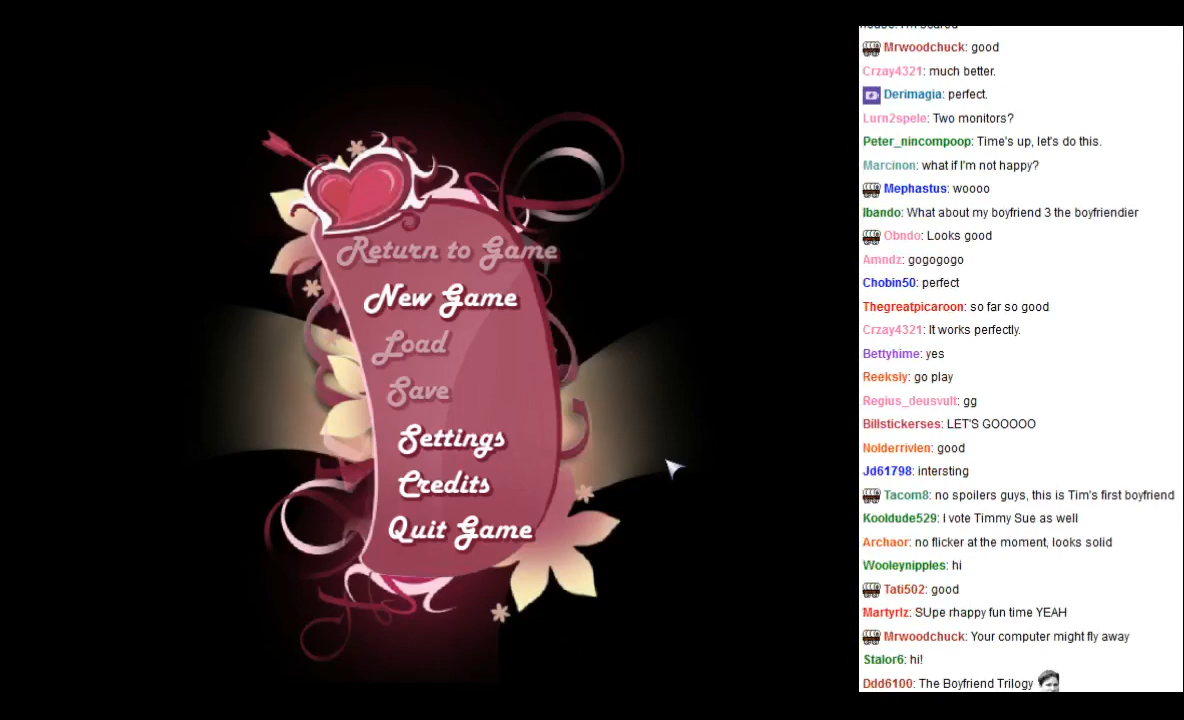 Return to Game
New Game
Load
Save
Settings
Credits
Quit Game
Mrwoodchuck: good
Crzay4321: much better.
Derimagia: perfect.
Lurn2spele: Two monitors?
Peter_nincompoop: Time's up, let's do this.
Marcinon: what if I'm not happy?
Mephastus: woooo
Ibando: What about my boyfriend 3 the boyfriendier
Obndo: Looks good
Amndz: gogogogo
Chobin50: perfect
Thegreatpicaroon: so far so good
Crzay4321: It works perfectly.
Bettyhime: yes
Reeksly: go play
Regius_deusvult: gg
Billstickerses: LET'S GOOOOO
Nolderrivlen: good
Jd61798: intersting
Tacom8: no spoilers guys, this is Tim's first boyfriend
Kooldude529: I vote Timmy Sue as well
Archaor: no flicker at the moment, looks solid
Wooleynipples: hi
Tati502: good
Martyrlz: SUpe rhappy fun time YEAH
Mrwoodchuck: Your computer might fly away
Stalor6: hi!
Ddd6100: The Boyfriend Trilogy